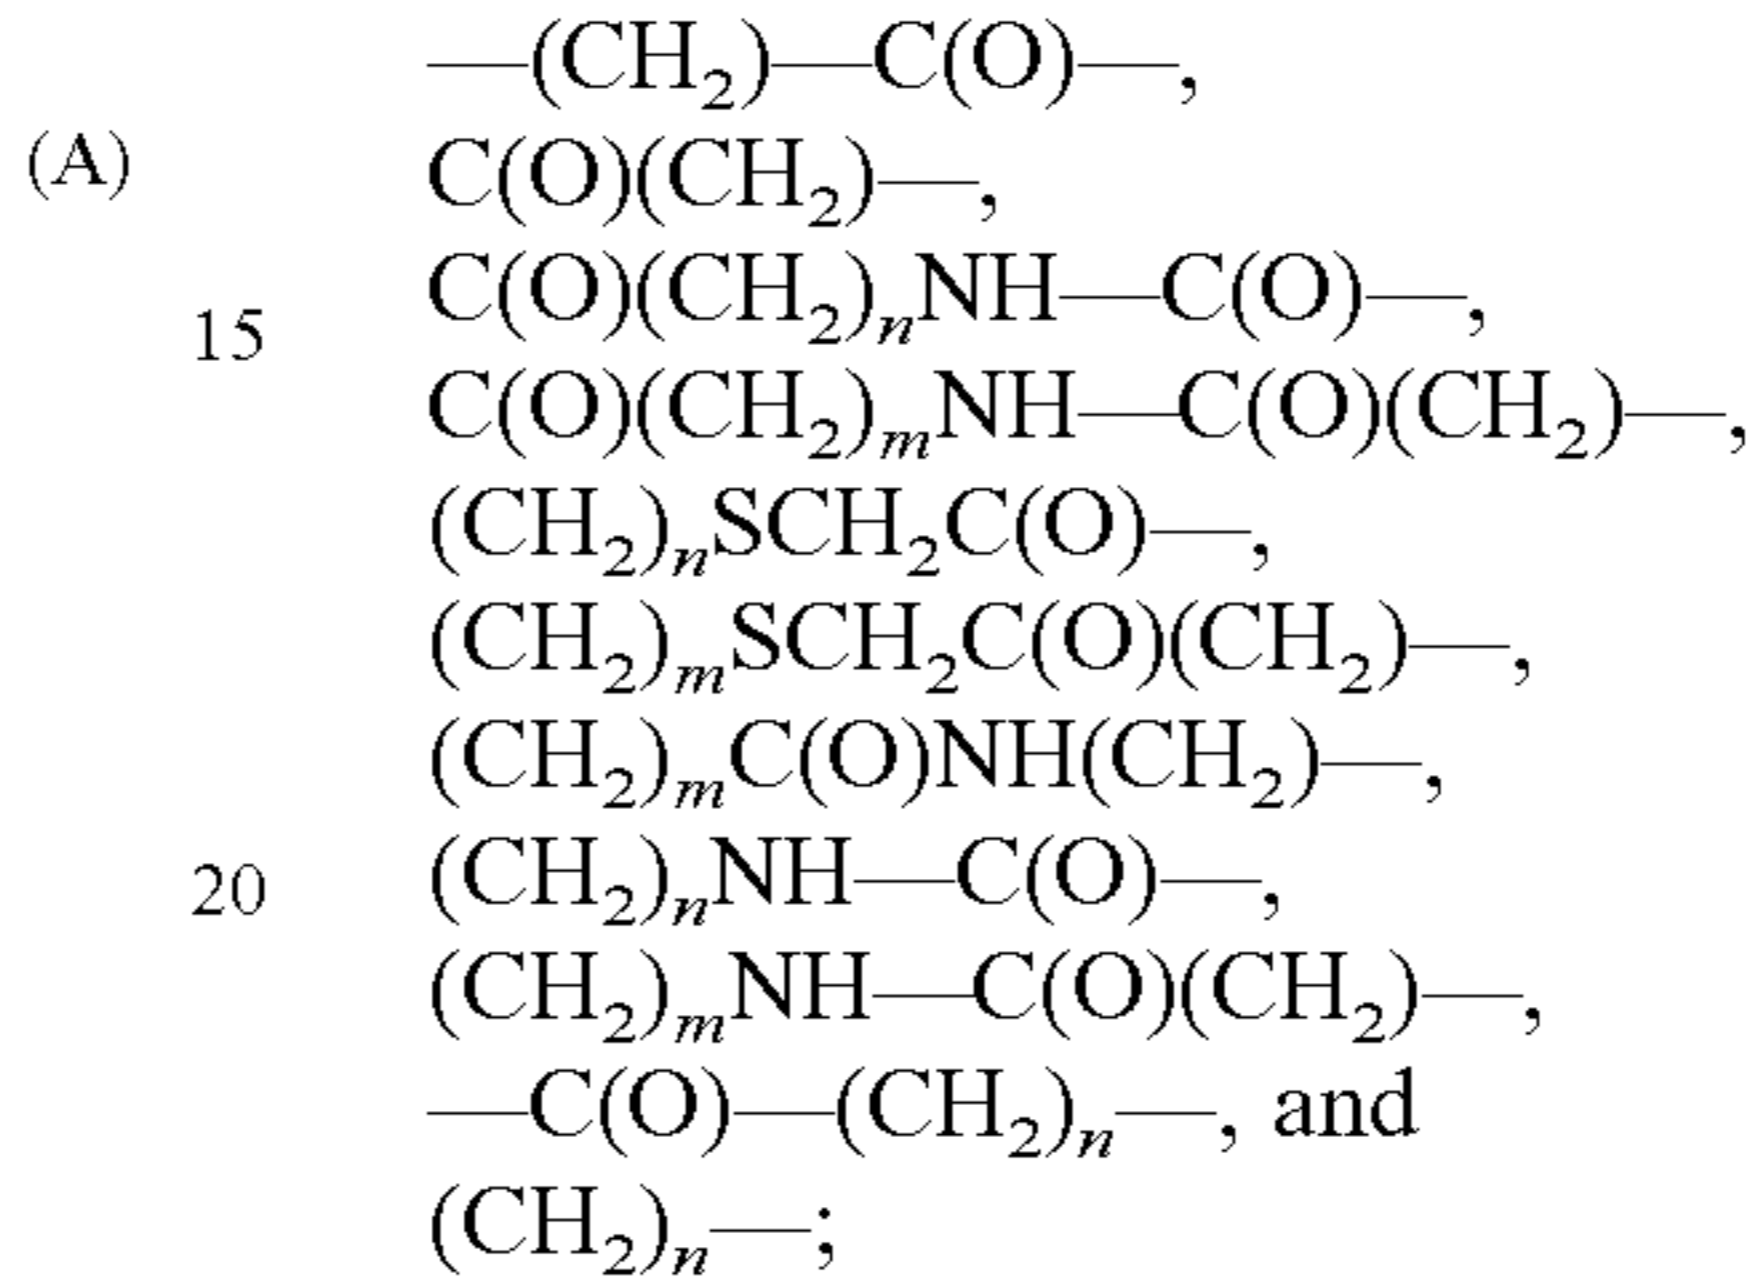 —(CH₂)—C(O)—,
(A)
C(O)(CH₂)—,
C(O)(CH₂)ₙNH—C(O)—,
15
C(O)(CH₂)ₘNH—C(O)(CH₂)—,
(CH₂)ₙSCH₂C(O)—,
(CH₂)ₘSCH₂C(O)(CH₂)—,
(CH₂)ₘC(O)NH(CH₂)—,
(CH₂)ₙNH—C(O)—,
20
(CH₂)ₘNH—C(O)(CH₂)—,
—C(O)—(CH₂)ₙ—, and
(CH₂)ₙ—;